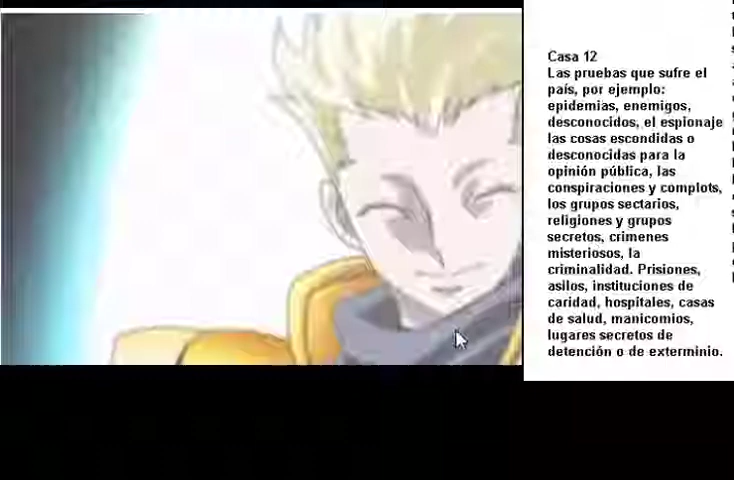 Casa 12
Las pruebas que sufre el
país, por ejemplo:
epidemias, enemigos,
desconocidos, el espionaje
las cosas escondidas o
desconocidas para la
opinión pública, las
conspiraciones y complots,
los grupos sectarios,
religiones y grupos
secretos, crimenes
misteriosos, la
criminalidad. Prisiones,
asilos, instituciones de
caridad, hospitales, casas
de salud, manicomios,
lugares secretos de
detención o de exterminio.